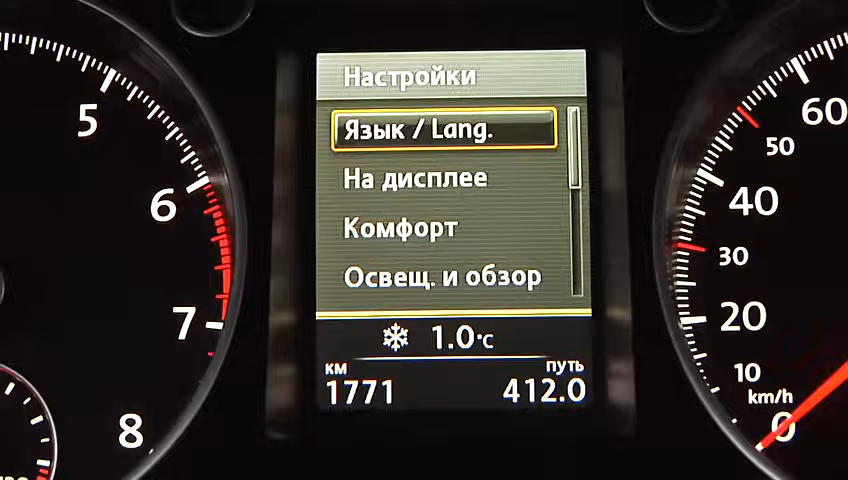 Настройки
Язык / Lang.
На дисплее
Комфорт
Освещ. и обзор
1.0°C
км путь
1771 412.0
5
6
7
8
60
50
40
30
20
10
km/h
0